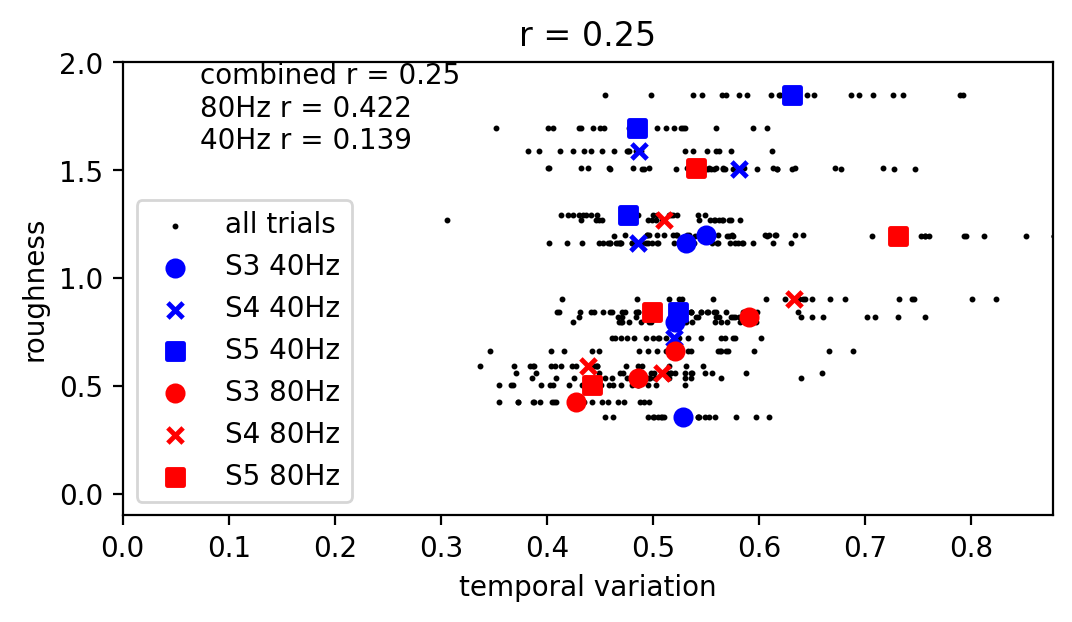 r = 0.25
combined r = 0.25
80Hz r = 0.422
40Hz r = 0.139
2.0
1.5
1.0
0.5
0.0
roughness
all trials
S3 40Hz
S4 40Hz
S5 40Hz
S3 80Hz
S4 80Hz
S5 80Hz
0.0 0.1 0.2 0.3 0.4 0.5 0.6 0.7 0.8
temporal variation